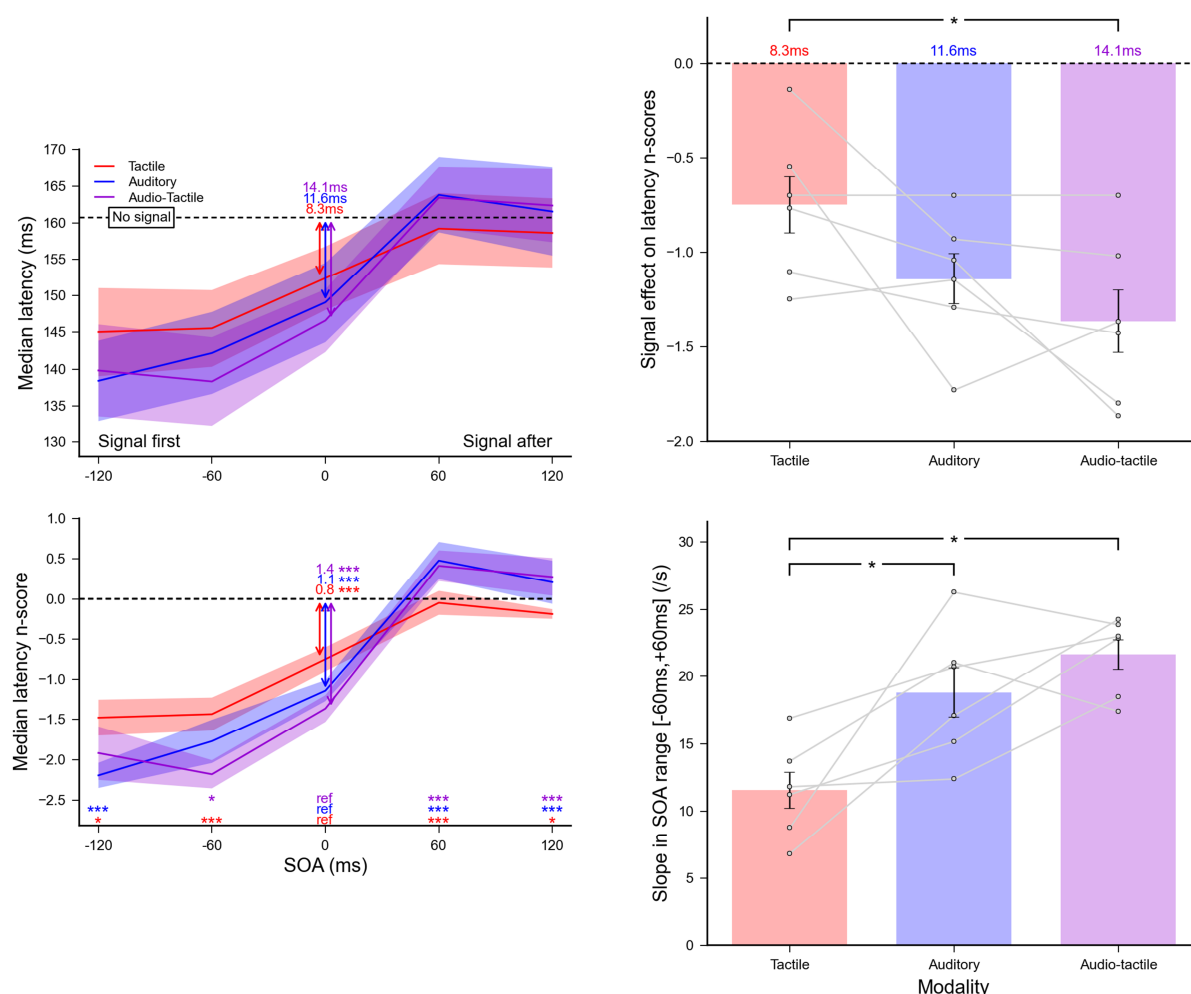 170
165
160
155
150
145
140
135
130
Median latency (ms)
Tactile
Auditory
Audio-Tactile
No signal
14.1ms
11.6ms
8.3ms
Signal first
Signal after
-120
-60
0
60
120
1.0
0.5
0.0
−0.5
−1.0
−1.5
−2.0
−2.5
Median latency n-score
1.4 ***
1.1 ***
0.8 ***
* ref *** ***
*** ref *** ***
* *** ref *** *
-120
-60
0
60
120
SOA (ms)
*
8.3ms
11.6ms
14.1ms
0.0
−0.5
−1.0
−1.5
−2.0
Signal effect on latency n-scores
Tactile
Auditory
Audio-tactile
*
*
30
25
20
15
10
5
0
Slope in SOA range [-60ms,+60ms] (/s)
Tactile
Auditory
Audio-tactile
Modality